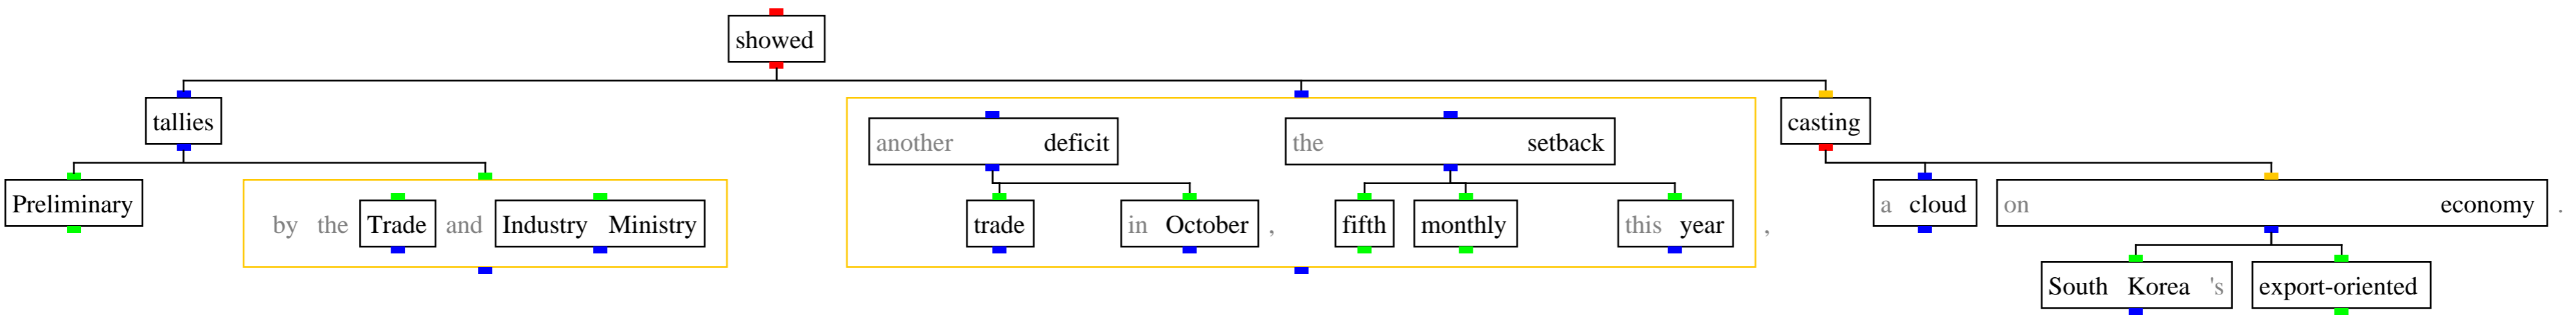 showed
tallies casting
another deficit the setback
Preliminary by the Trade and Industry Ministry trade in October , fifth monthly this year , a cloud on economy .
South Korea 's export-oriented